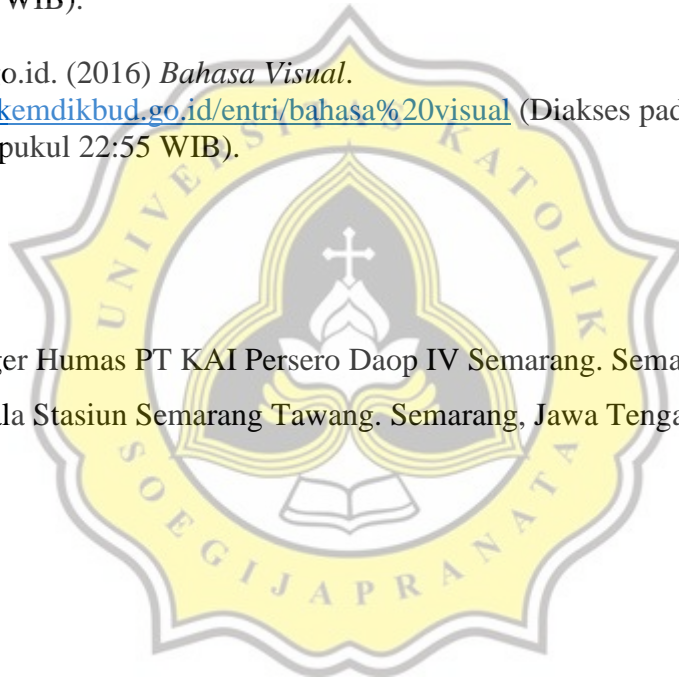 WIB).
o.id. (2016) Bahasa Visual.
kemdikbud.go.id/entri/bahasa%20visual (Diakses pad
pukul 22:55 WIB).
UNIVERSITAS KATOLIK
ger Humas PT KAI Persero Daop IV Semarang. Sema
ala Stasiun Semarang Tawang. Semarang, Jawa Tenga
SOEGIJAPRANATA